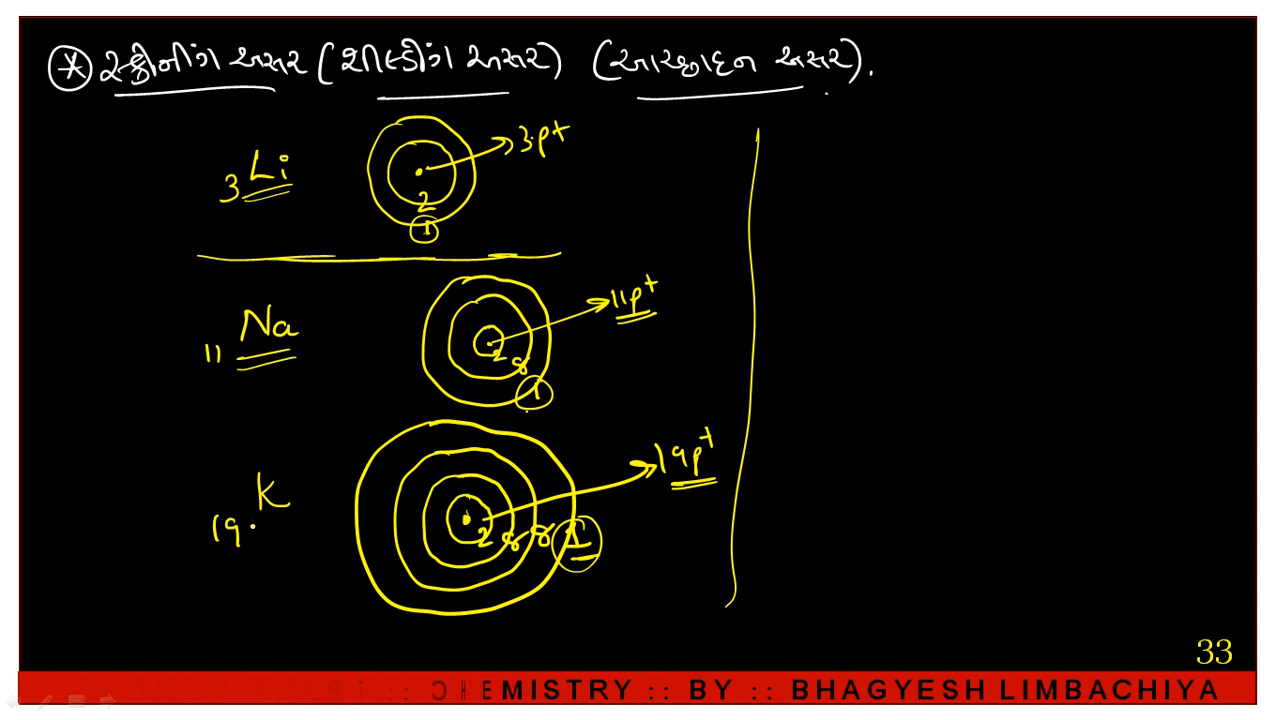 * સ્ક્રીનીંગ અસર (શીલ્ડીંગ અસર) (આચ્છાદન અસર).
3 Li
3p+
2
1
11 Na
11p+
2 8
1
19 K
19p+
2 8 8 1
33
CHEMISTRY :: BY :: BHAGYESH LIMBACHIYA